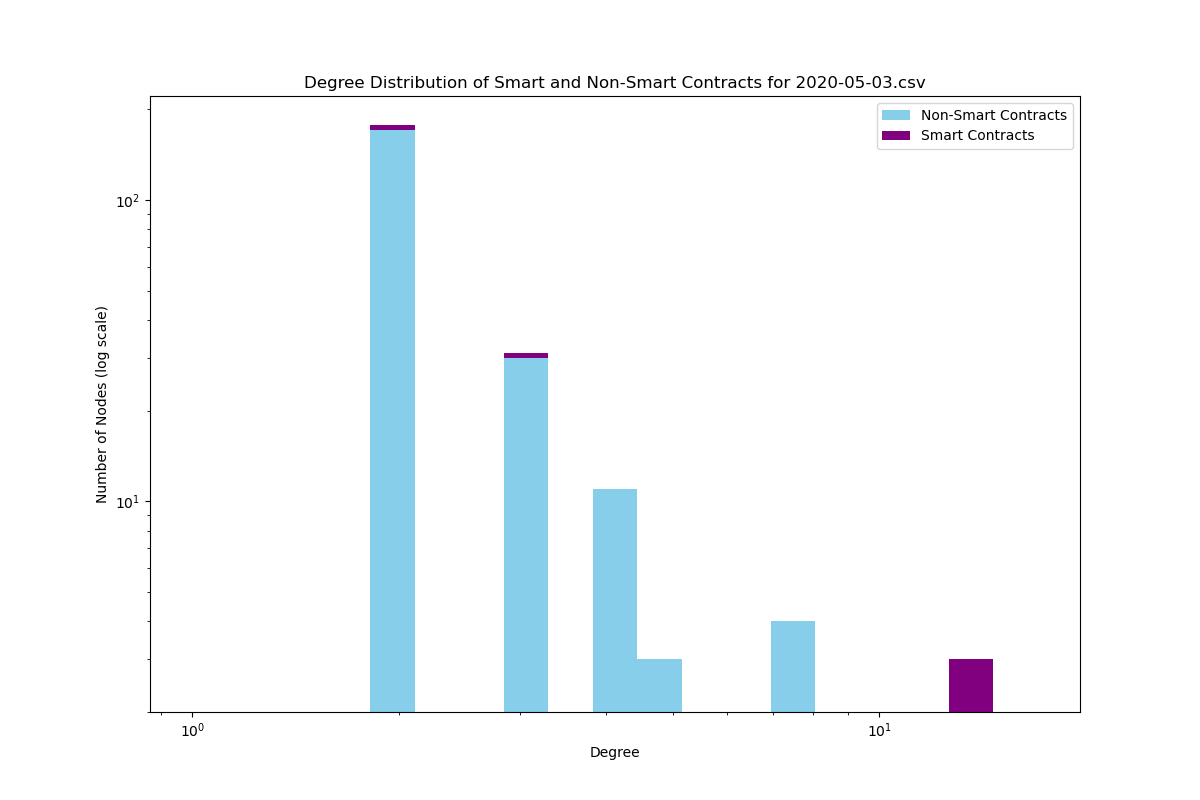 Degree Distribution of Smart and Non-Smart Contracts for 2020-05-03.csv
Non-Smart Contracts
Smart Contracts
Number of Nodes (log scale)
10²
10¹
10⁰
10¹
Degree